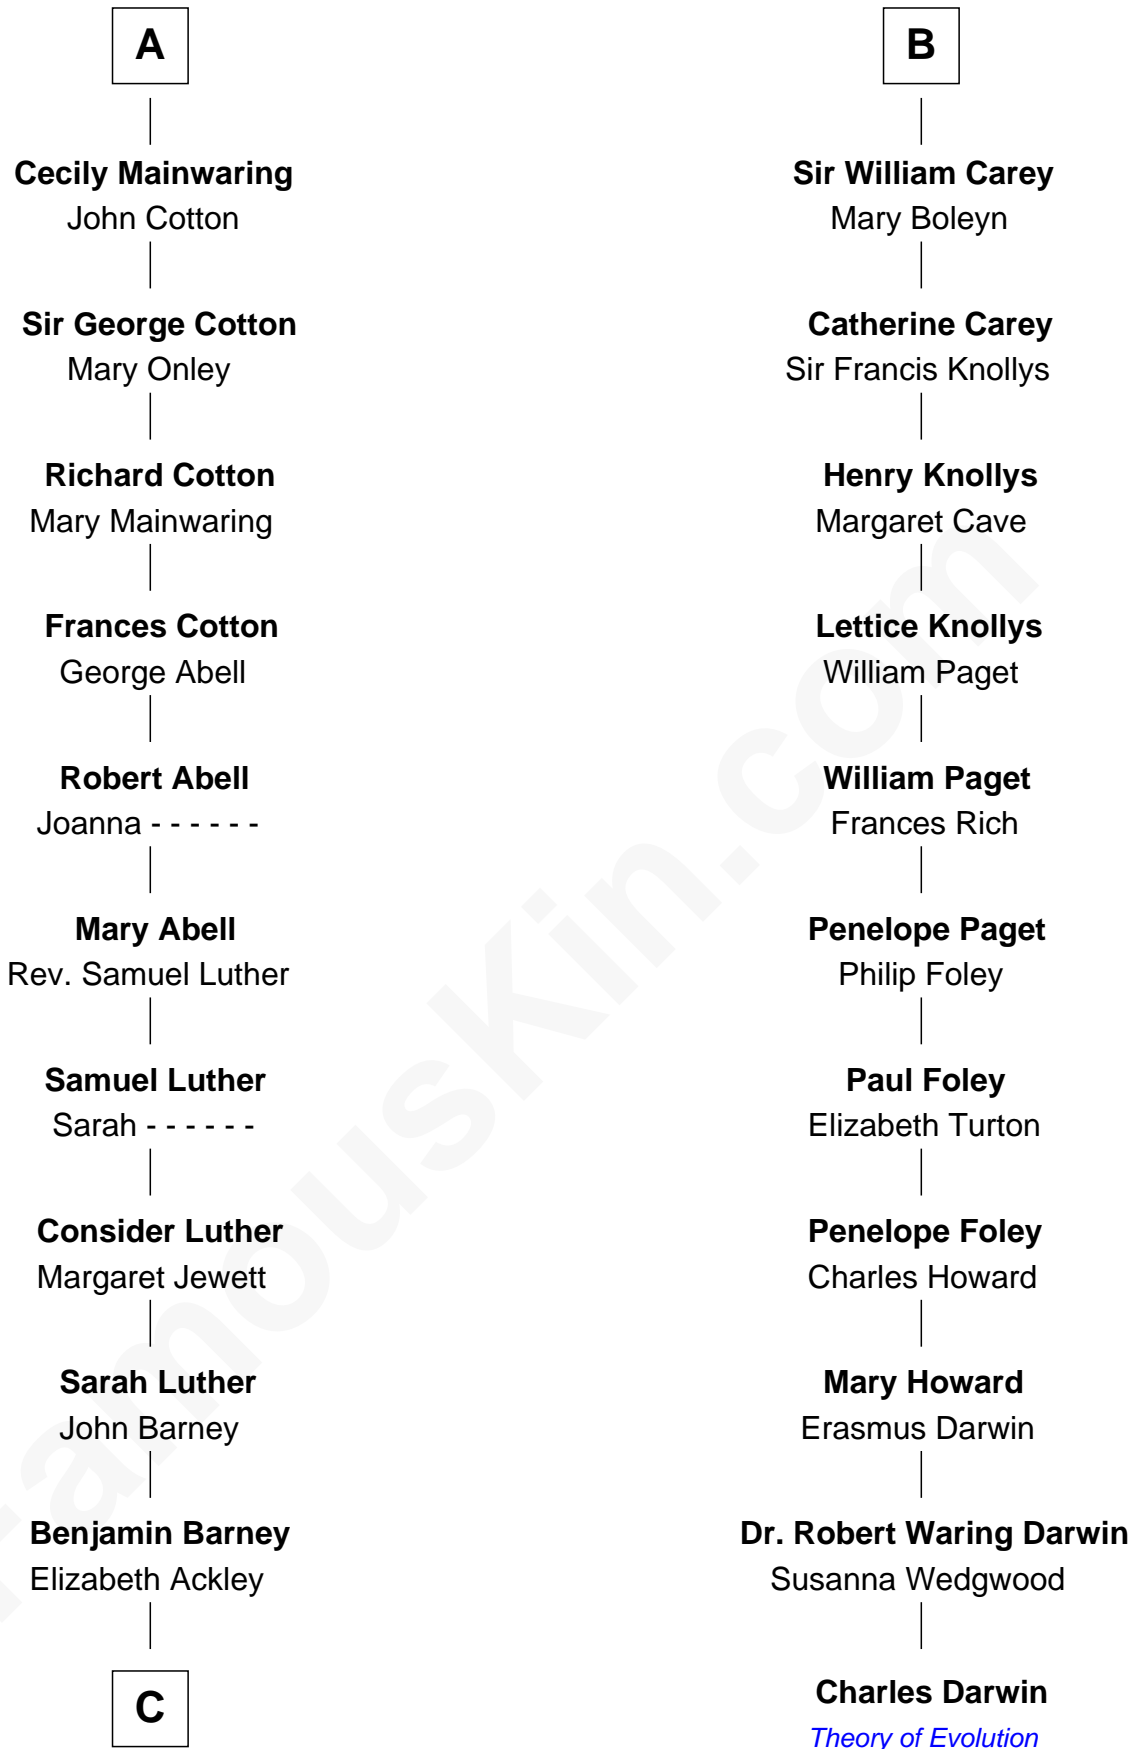 A
Cecily Mainwaring
John Cotton
Sir George Cotton
Mary Onley
Richard Cotton
Mary Mainwaring
Frances Cotton
George Abell
Robert Abell
Joanna - - - - - -
Mary Abell
Rev. Samuel Luther
Samuel Luther
Sarah - - - - - -
Consider Luther
Margaret Jewett
Sarah Luther
John Barney
Benjamin Barney
Elizabeth Ackley
C
B
Sir William Carey
Mary Boleyn
Catherine Carey
Sir Francis Knollys
Henry Knollys
Margaret Cave
Lettice Knollys
William Paget
William Paget
Frances Rich
Penelope Paget
Philip Foley
Paul Foley
Elizabeth Turton
Penelope Foley
Charles Howard
Mary Howard
Erasmus Darwin
Dr. Robert Waring Darwin
Susanna Wedgwood
Charles Darwin
Theory of Evolution
FamousKin.com